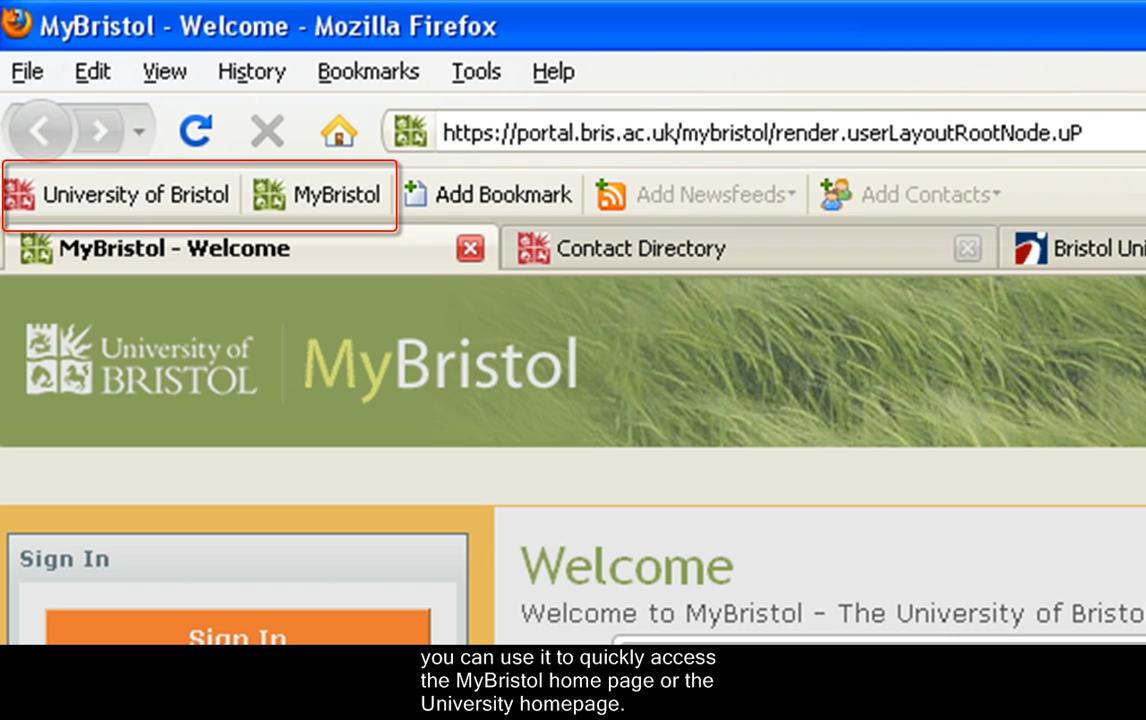 MyBristol - Welcome - Mozilla Firefox
File Edit View History Bookmarks Tools Help
https://portal.bris.ac.uk/mybristol/render.userLayoutRootNode.uP
University of Bristol MyBristol Add Bookmark Add Newsfeeds Add Contacts
MyBristol - Welcome Contact Directory Bristol Uni
University of
BRISTOL
MyBristol
Sign In
Welcome
Welcome to MyBristol - The University of Bristo
Sign In
you can use it to quickly access
the MyBristol home page or the
University homepage.